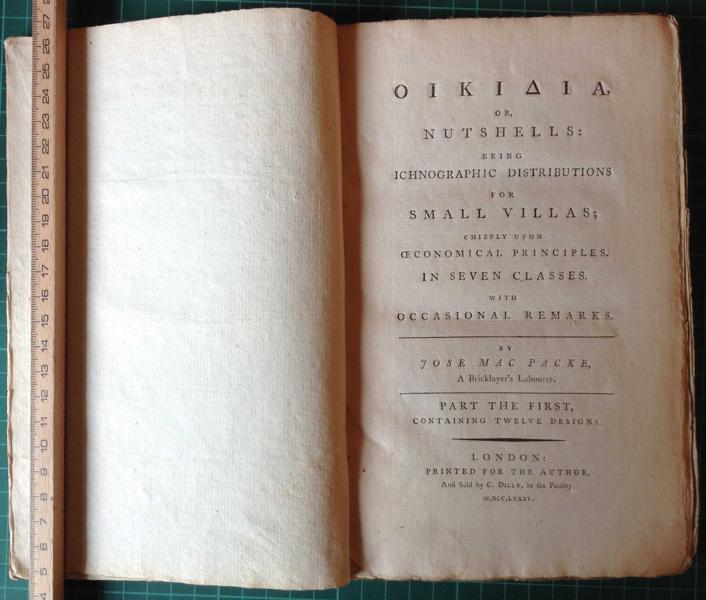 27
26
25
24
23
22
21
20
19
18
17
16
15
14
13
12
11
10
9
8
7
6
5
4
ΟΙΚΙΔΙΑ,
OR,
NUTSHELLS:
BEING
ICHNOGRAPHIC DISTRIBUTIONS
FOR
SMALL VILLAS;
CHIEFLY UPON
ŒCONOMICAL PRINCIPLES.
IN SEVEN CLASSES.
WITH
OCCASIONAL REMARKS.
BY
JOSE MAC PACKE,
A Bricklayer's Labourer.
PART THE FIRST,
CONTAINING TWELVE DESIGNS.
LONDON:
PRINTED FOR THE AUTHOR,
And Sold by C. DILLY, in the Poultry.
M,DCC,LXXXV.